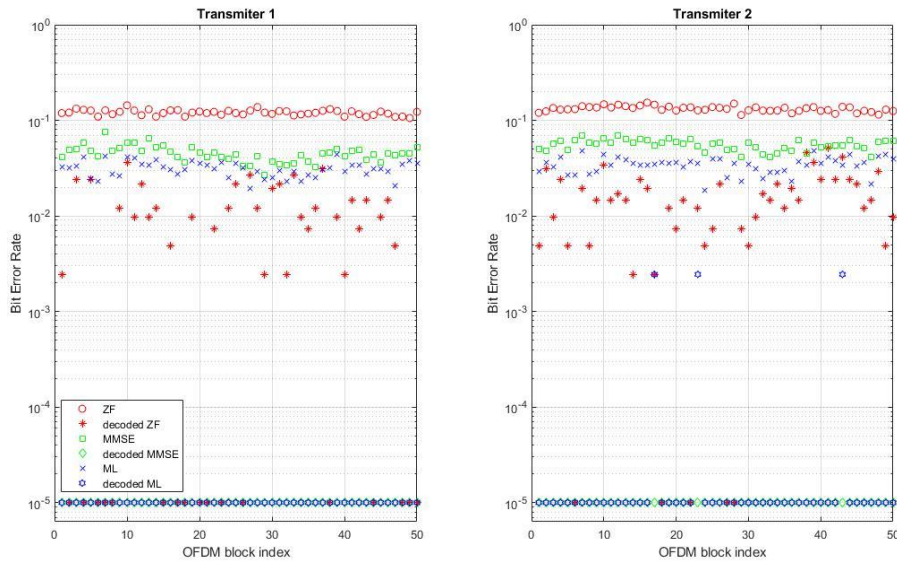 Transmiter 1
Bit Error Rate
10^0
10^-1
10^-2
10^-3
10^-4
10^-5
ZF
decoded ZF
MMSE
decoded MMSE
ML
decoded ML
0 10 20 30 40 50
OFDM block index
Transmiter 2
Bit Error Rate
10^0
10^-1
10^-2
10^-3
10^-4
10^-5
0 10 20 30 40 50
OFDM block index